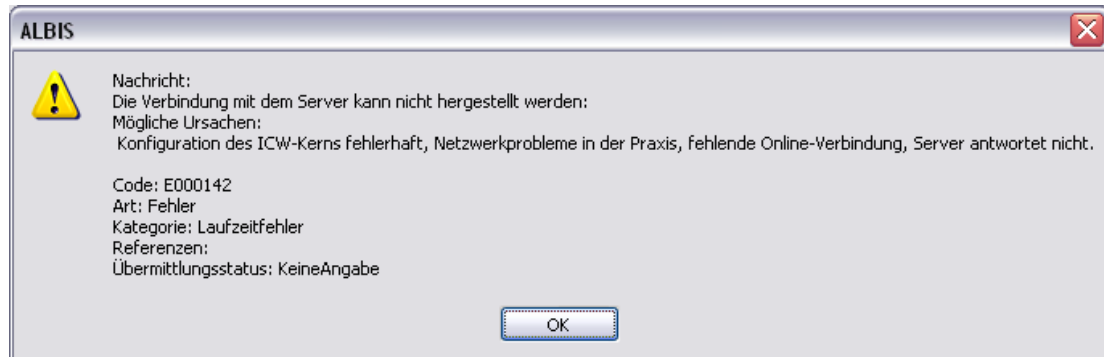 ALBIS
Nachricht:
Die Verbindung mit dem Server kann nicht hergestellt werden:
Mögliche Ursachen:
Konfiguration des ICW-Kerns fehlerhaft, Netzwerkprobleme in der Praxis, fehlende Online-Verbindung, Server antwortet nicht.
Code: E000142
Art: Fehler
Kategorie: Laufzeitfehler
Referenzen:
Übermittlungsstatus: KeineAngabe
OK